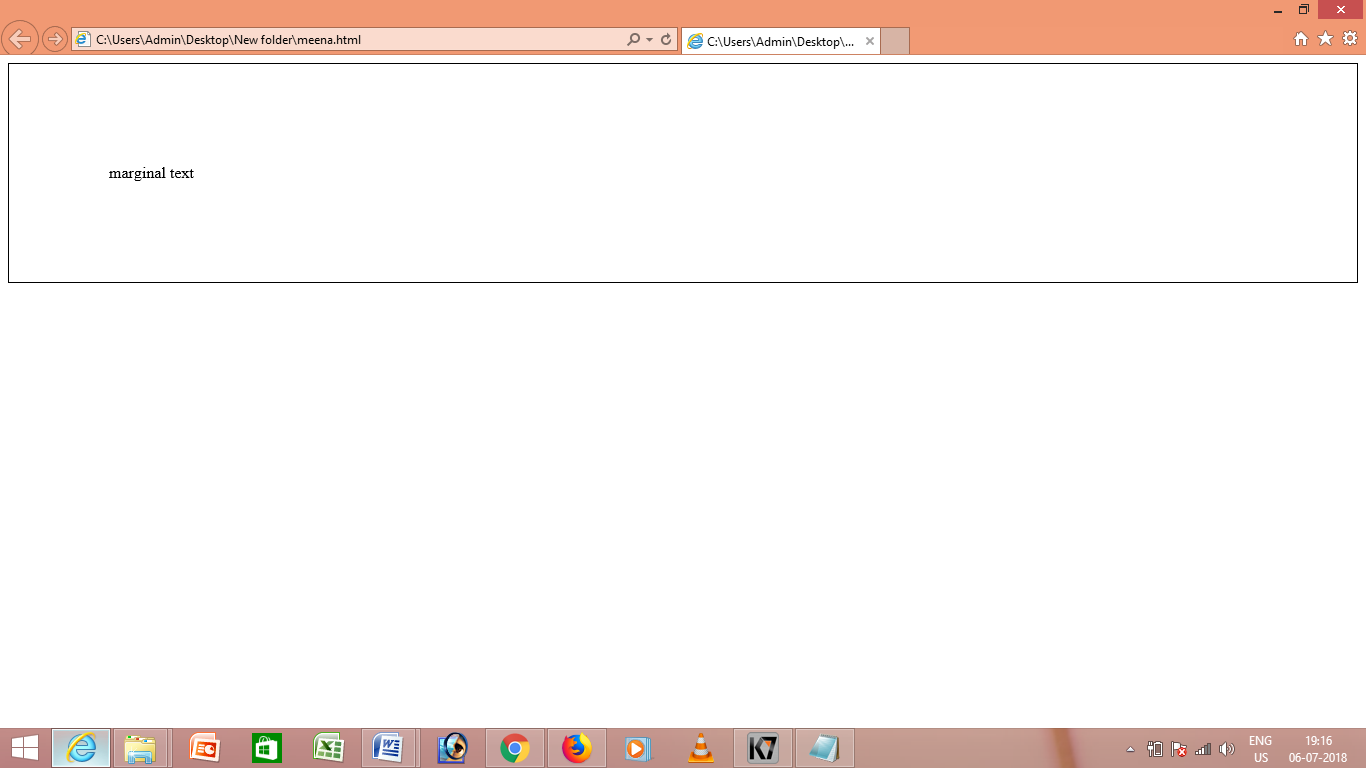 C:\Users\Admin\Desktop\New folder\meena.html
C:\Users\Admin\Desktop\...
marginal text
K7
ENG
US
19:16
06-07-2018